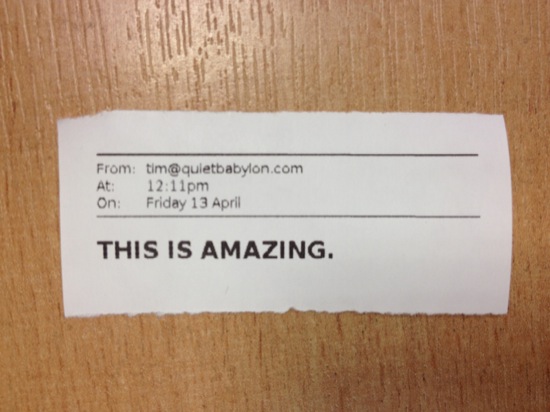 From: tim@quietbabylon.com
At: 12:11pm
On: Friday 13 April
THIS IS AMAZING.